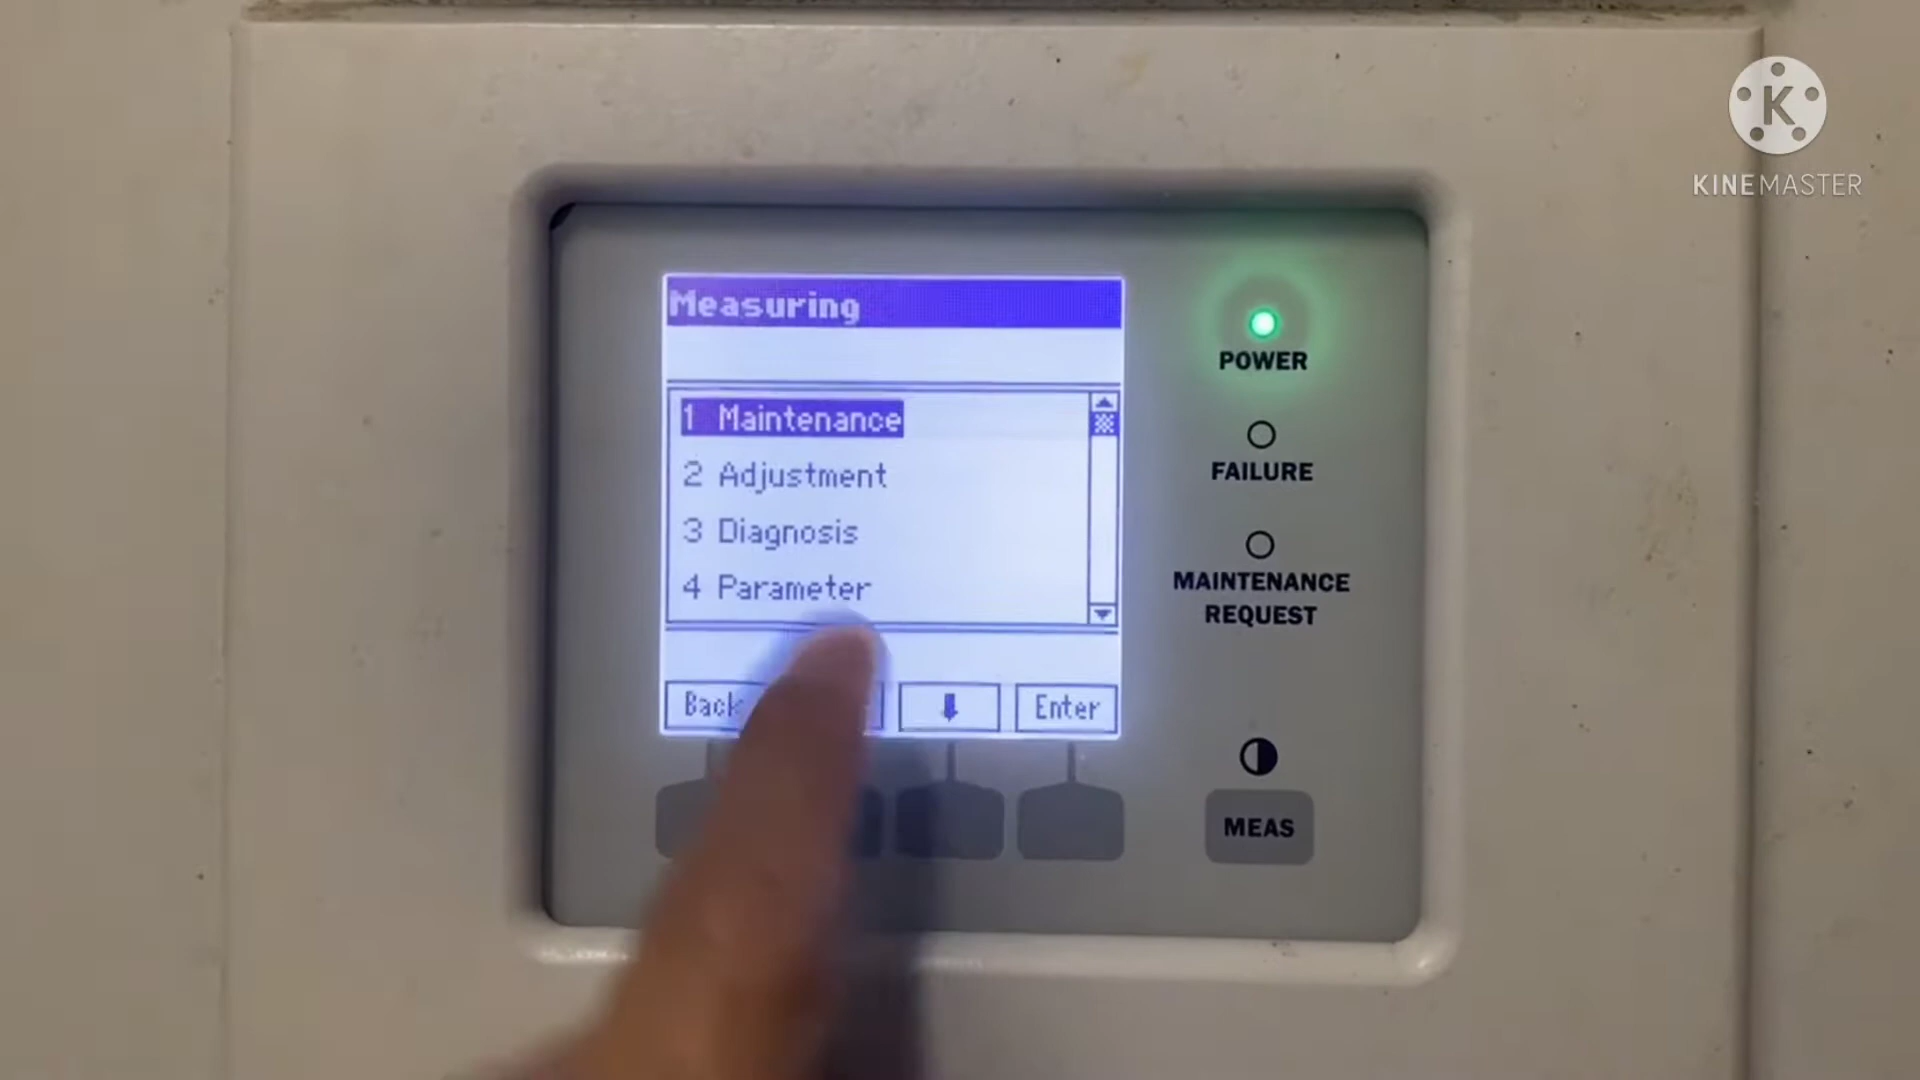 K
KINEMASTER
Measuring
1 Maintenance
2 Adjustment
3 Diagnosis
4 Parameter
Back
Enter
POWER
FAILURE
MAINTENANCE
REQUEST
MEAS